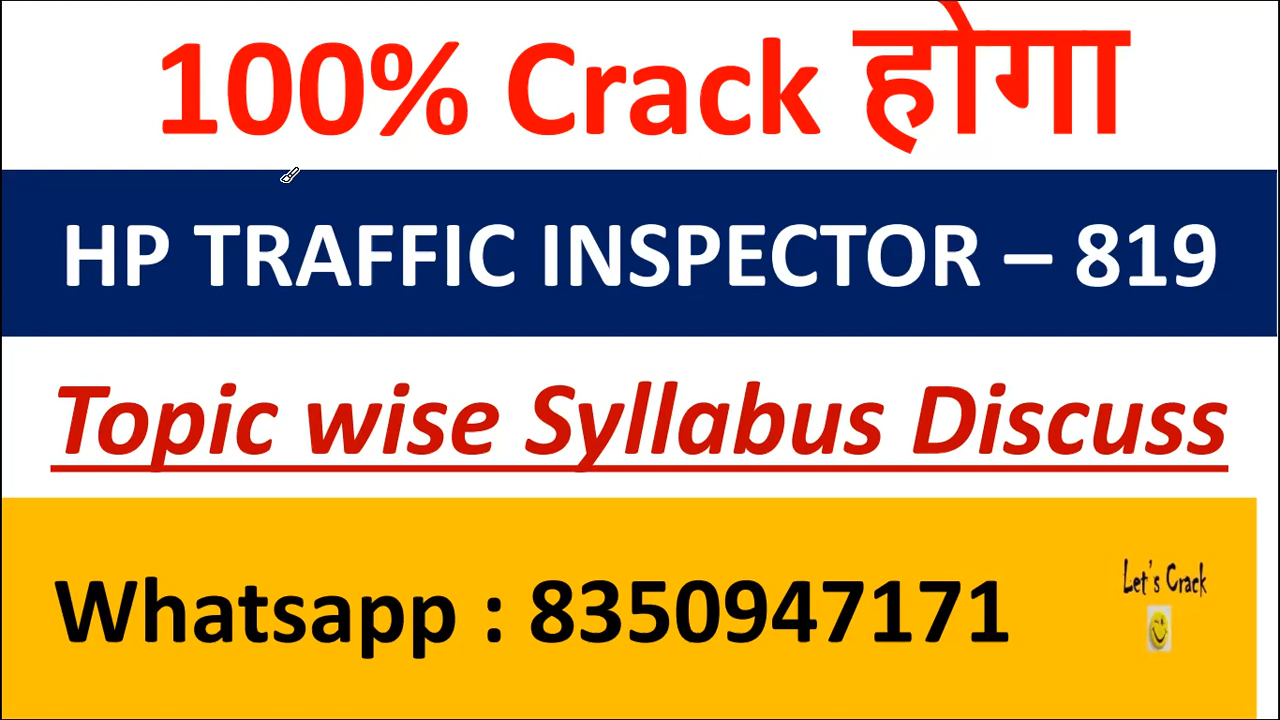 100% Crack होगा
HP TRAFFIC INSPECTOR – 819
Topic wise Syllabus Discuss
Whatsapp : 8350947171
Let's Crack